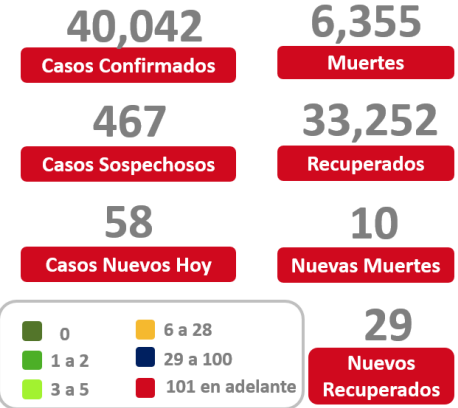 40,042
Casos Confirmados
6,355
Muertes
467
Casos Sospechosos
33,252
Recuperados
58
Casos Nuevos Hoy
10
Nuevas Muertes
0
1 a 2
3 a 5
6 a 28
29 a 100
101 en adelante
29
Nuevos
Recuperados